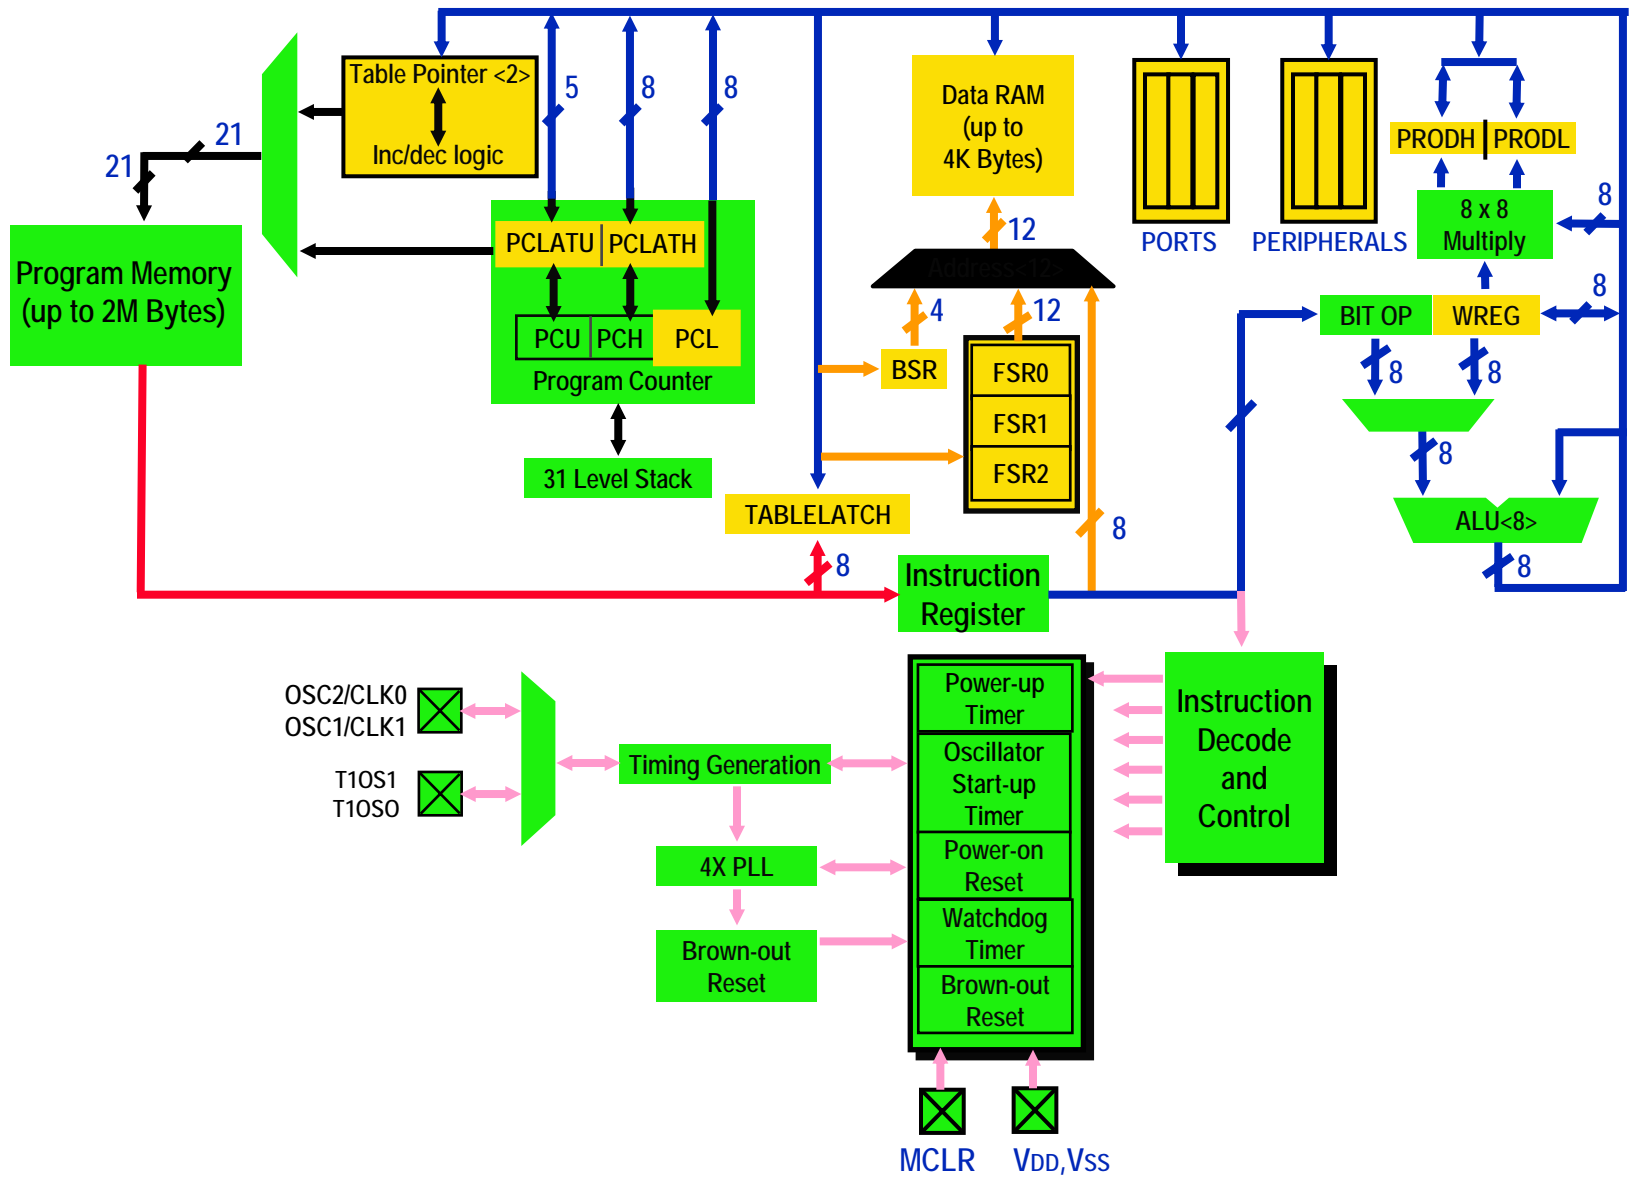 Table Pointer <2>
Inc/dec logic
5
8
8
21
21
Program Memory
(up to 2M Bytes)
PCLATU
PCLATH
PCU
PCH
PCL
Program Counter
31 Level Stack
Data RAM
(up to
4K Bytes)
12
Address<12>
4
12
BSR
FSR0
FSR1
FSR2
TABLELATCH
8
8
PORTS
PERIPHERALS
PRODH
PRODL
8 x 8
Multiply
8
8
BIT OP
WREG
8
8
8
ALU<8>
8
Instruction
Register
OSC2/CLK0
OSC1/CLK1
T1OS1
T1OSO
Timing Generation
4X PLL
Brown-out
Reset
Power-up
Timer
Oscillator
Start-up
Timer
Power-on
Reset
Watchdog
Timer
Brown-out
Reset
Instruction
Decode
and
Control
MCLR
VDD,VSS